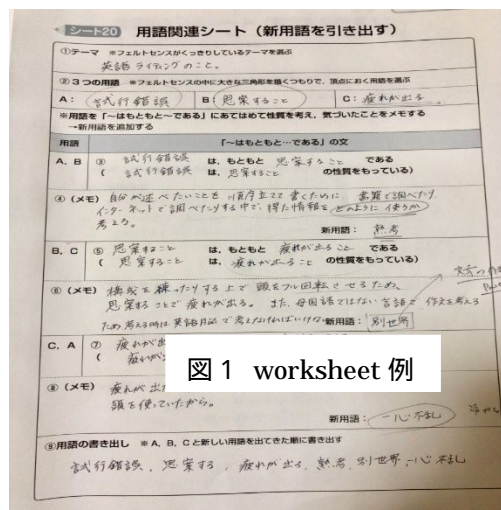 シート20 用語関連シート（新用語を引き出す）
①テーマ ※フェルトセンスがくっきりしているテーマを選ぶ
英語ライティングのこと。
②3つの用語 ※フェルトセンスの中に大きな三角形を描くつもりで、頂点におく用語を選ぶ
A： 試行錯誤 B： 思案すること C： 疲れが出る
※用語を「～はもともと～である」にあてはめて性質を考え、気づいたことをメモする
→新用語を追加する
用語 「～はもともと…である」の文
A，B ③ 試行錯誤 は、もともと 思案すること である
（ 試行錯誤 は、思案すること の性質をもっている）
④（メモ） 自分が述べたいことを順序立てて書くために 書籍で調べたり、
インターネットで調べたりする中で、得た情報を どのように使うか
考える。
新用語： 熟考
B，C ⑤ 思案すること は、もともと 疲れが出ること である
（ 思案すること は、疲れが出ること の性質をもっている）
⑥（メモ） 構成を練ったりする上で頭をフル回転させるため、
思案することで疲れが出る。また、母国語ではない言語で作文を考える
ため考える時は英語用に考えなければいけない 新用語： 別世界
C，A ⑦ 疲れが出
（ 疲れが
図1 worksheet例
⑧（メモ） 疲れが出
頭を使っていたから。
新用語： 一心不乱
⑨用語の書き出し ※A，B，Cと新しい用語を出てきた順に書き出す
試行錯誤、思案する、疲れが出る、熟考、別世界、一心不乱